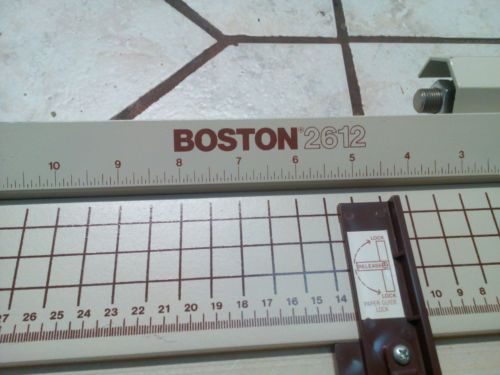 BOSTON® 2612
10 9 8 7 6 5 4 3
LOCK
RELEASED
LOCK
PAPER GUIDE
LOCK
27 26 25 24 23 22 21 20 19 18 17 16 15 14 10 9 8